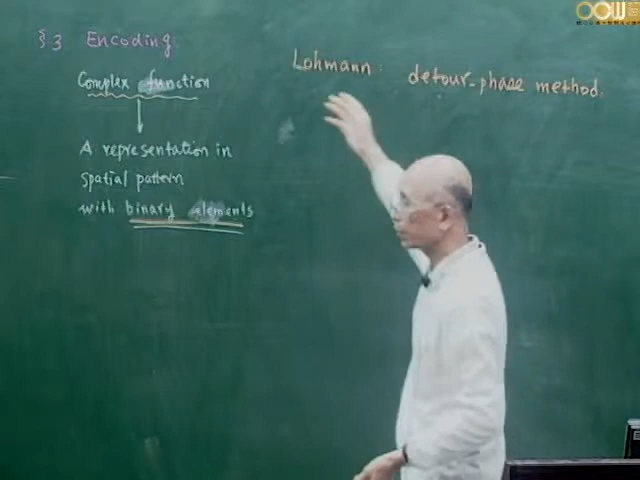 §3 Encoding
Complex function
A representation in
spatial pattern
with binary elements
Lohmann: detour-phase method.
OCW